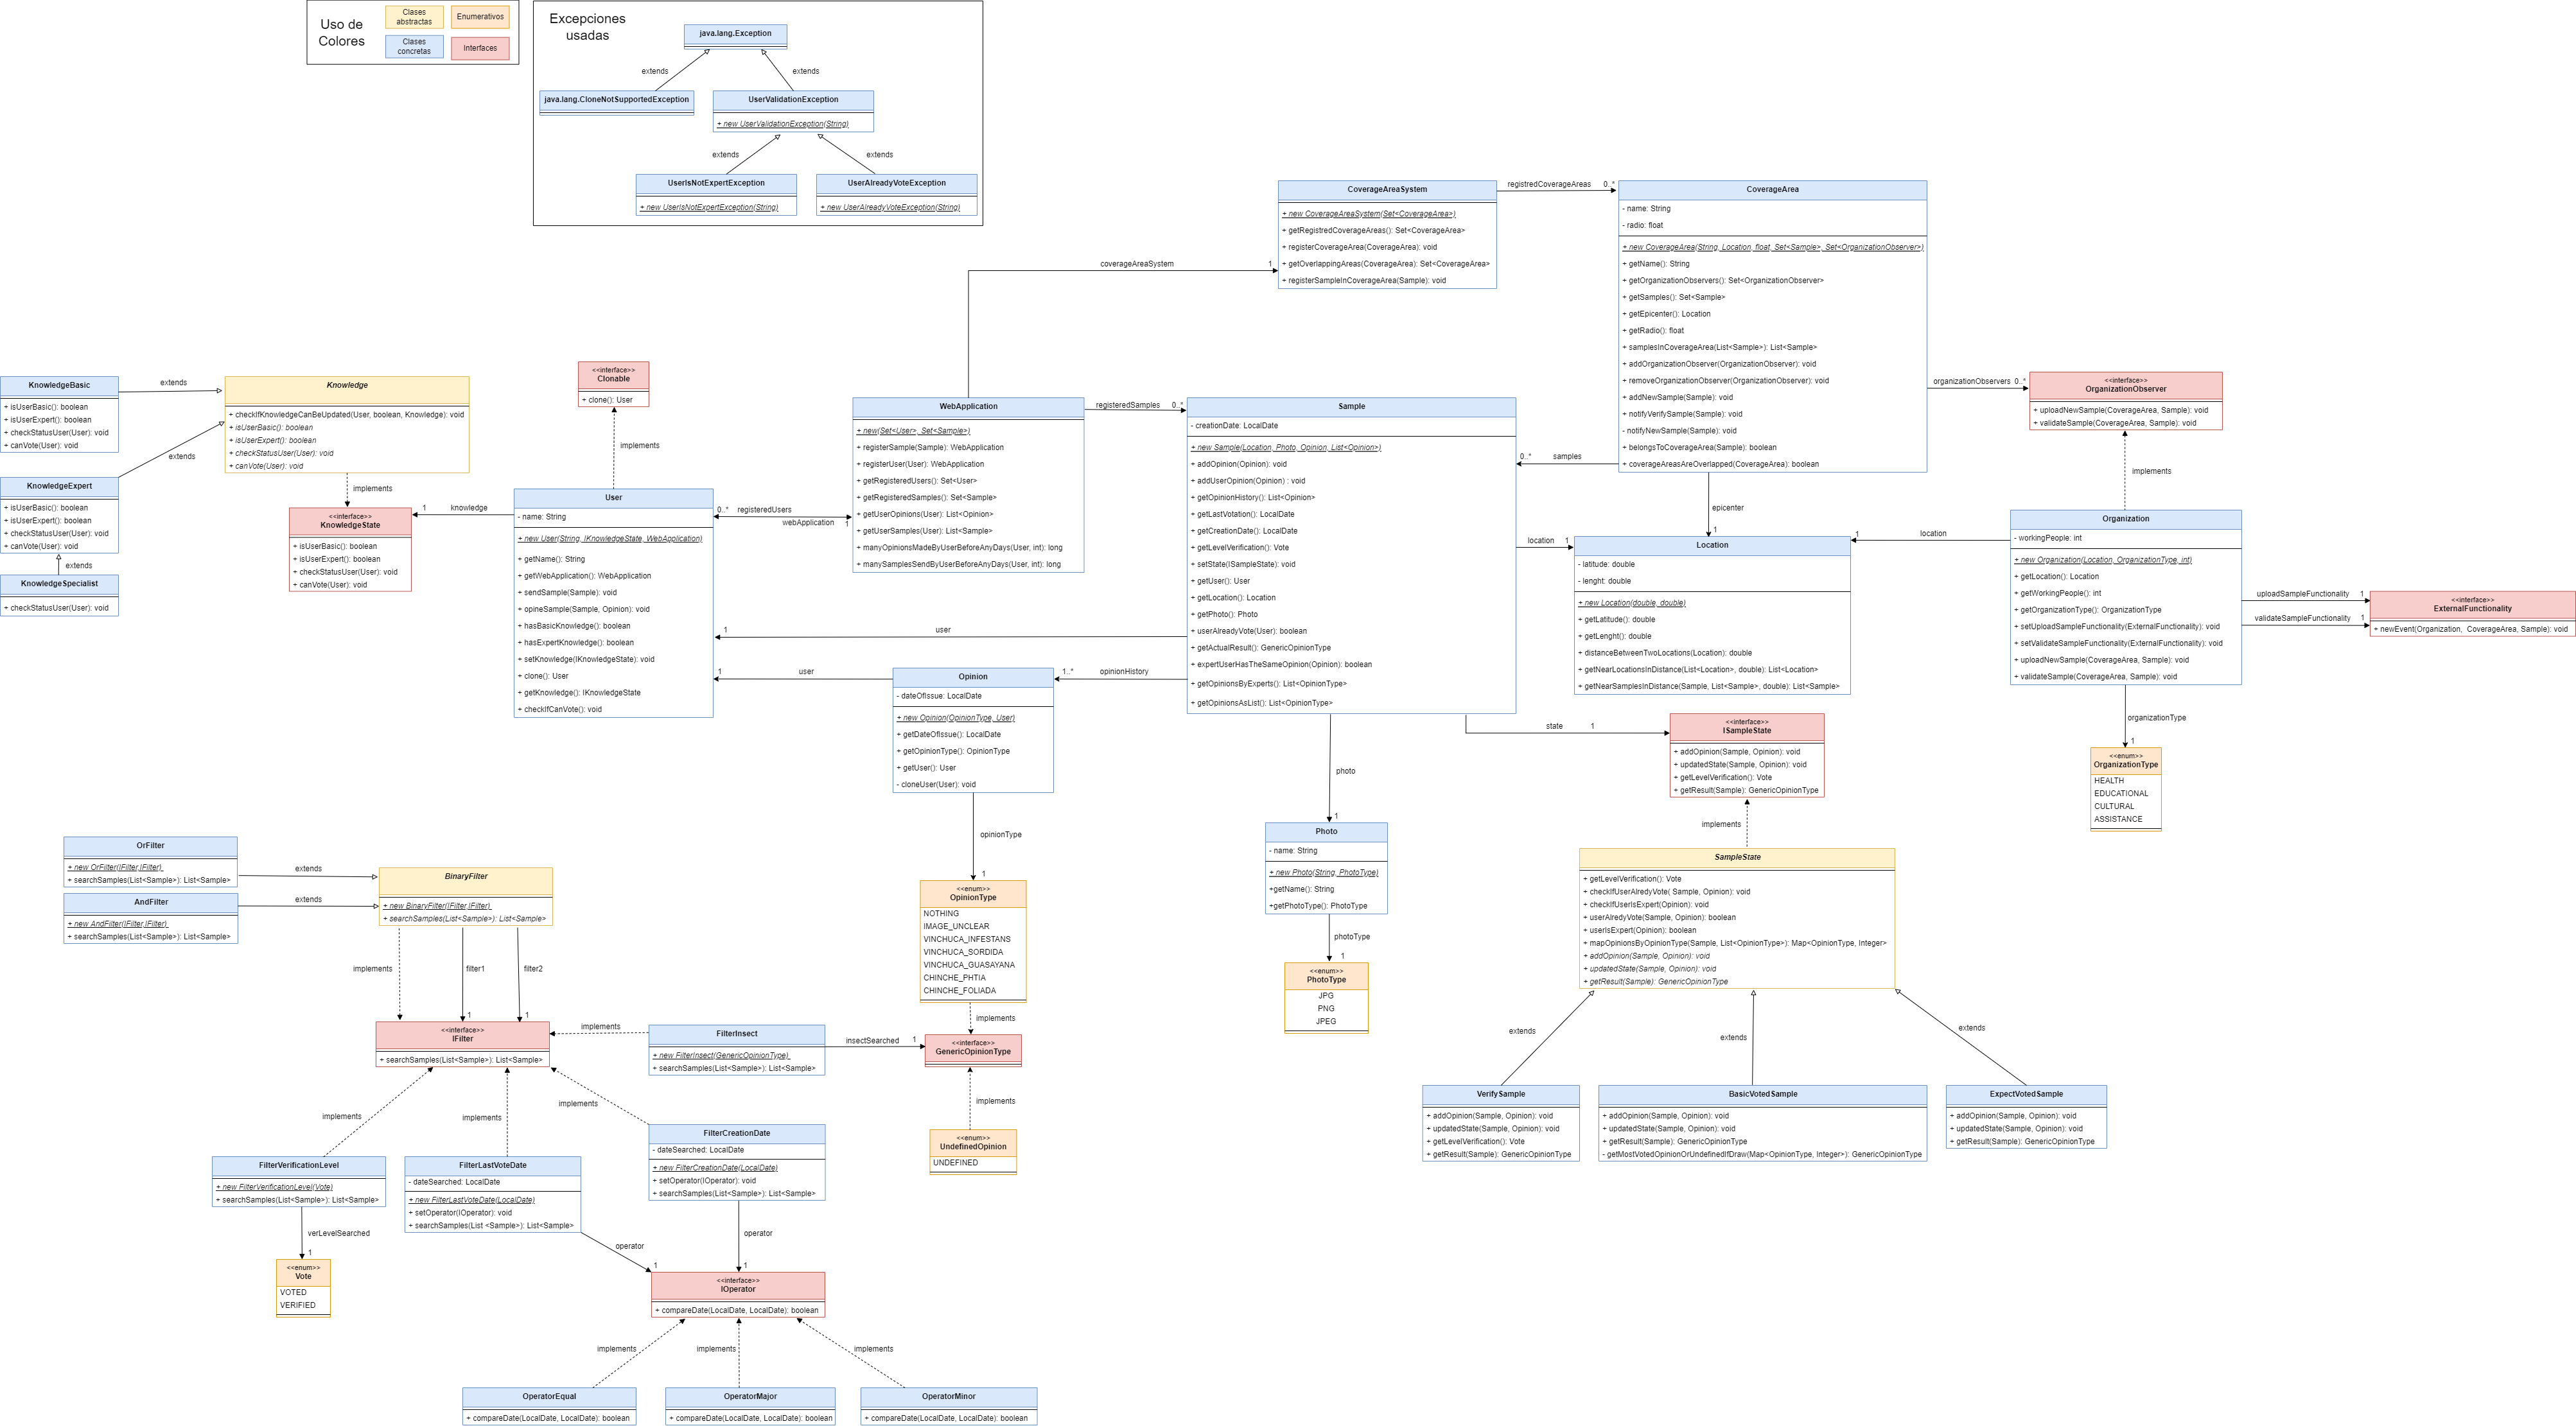 Uso de
Colores
Clases
abstractas
Enumerativos
Clases
concretas
Interfaces
Excepciones
usadas
java.lang.Exception
extends
extends
java.lang.CloneNotSupportedException
UserValidationException
+ new UserValidationException(String)
extends
extends
UserIsNotExpertException
+ new UserIsNotExpertException(String)
UserAlreadyVoteException
+ new UserAlreadyVoteException(String)
CoverageAreaSystem
+ new CoverageAreaSystem(Set<CoverageArea>)
+ getRegistredCoverageAreas(): Set<CoverageArea>
+ registerCoverageArea(CoverageArea): void
+ getOverlappingAreas(CoverageArea): Set<CoverageArea>
+ registerSampleInCoverageArea(Sample): void
registredCoverageAreas 0..*
coverageAreaSystem 1
CoverageArea
- name: String
- radio: float
+ new CoverageArea(String, Location, float, Set<Sample>, Set<OrganizationObserver>)
+ getName(): String
+ getOrganizationObservers(): Set<OrganizationObserver>
+ getSamples(): Set<Sample>
+ getEpicenter(): Location
+ getRadio(): float
+ samplesInCoverageArea(List<Sample>): List<Sample>
+ addOrganizationObserver(OrganizationObserver): void
+ removeOrganizationObserver(OrganizationObserver): void
+ addNewSample(Sample): void
+ notifyVerifySample(Sample): void
- notifyNewSample(Sample): void
+ belongsToCoverageArea(Sample): boolean
+ coverageAreasAreOverlapped(CoverageArea): boolean
organizationObservers 0..*
<<interface>>
OrganizationObserver
+ uploadNewSample(CoverageArea, Sample): void
+ validateSample(CoverageArea, Sample): void
implements
KnowledgeBasic
+ isUserBasic(): boolean
+ isUserExpert(): boolean
+ checkStatusUser(User): void
+ canVote(User): void
extends
Knowledge
+ checkIfKnowledgeCanBeUpdated(User, boolean, Knowledge): void
+ isUserBasic(): boolean
+ isUserExpert(): boolean
+ checkStatusUser(User): void
+ canVote(User): void
extends
KnowledgeExpert
+ isUserBasic(): boolean
+ isUserExpert(): boolean
+ checkStatusUser(User): void
+ canVote(User): void
extends
KnowledgeSpecialist
+ checkStatusUser(User): void
implements
<<interface>>
KnowledgeState
+ isUserBasic(): boolean
+ isUserExpert(): boolean
+ checkStatusUser(User): void
+ canVote(User): void
1 knowledge
<<interface>>
Clonable
+ clone(): User
implements
User
- name: String
+ new User(String, IKnowledgeState, WebApplication)
+ getName(): String
+ getWebApplication(): WebApplication
+ sendSample(Sample): void
+ opineSample(Sample, Opinion): void
+ hasBasicKnowledge(): boolean
+ hasExpertKnowledge(): boolean
+ setKnowledge(IKnowledgeState): void
+ clone(): User
+ getKnowledge(): IKnowledgeState
+ checkIfCanVote(): void
0..* registeredUsers
webApplication 1
WebApplication
+ new(Set<User>, Set<Sample>)
+ registerSample(Sample): WebApplication
+ registerUser(User): WebApplication
+ getRegisteredUsers(): Set<User>
+ getRegisteredSamples(): Set<Sample>
+ getUserOpinions(User): List<Opinion>
+ getUserSamples(User): List<Sample>
+ manyOpinionsMadeByUserBeforeAnyDays(User, int): long
+ manySamplesSendByUserBeforeAnyDays(User, int): long
registeredSamples 0..*
Sample
- creationDate: LocalDate
+ new Sample(Location, Photo, Opinion, List<Opinion>)
+ addOpinion(Opinion): void
+ addUserOpinion(Opinion) : void
+ getOpinionHistory(): List<Opinion>
+ getLastVotation(): LocalDate
+ getCreationDate(): LocalDate
+ getLevelVerification(): Vote
+ setState(ISampleState): void
+ getUser(): User
+ getLocation(): Location
+ getPhoto(): Photo
+ userAlreadyVote(User): boolean
+ getActualResult(): GenericOpinionType
+ expertUserHasTheSameOpinion(Opinion): boolean
+ getOpinionsByExperts(): List<OpinionType>
+ getOpinionsAsList(): List<OpinionType>
0..* samples
epicenter
1
location 1
Location
- latitude: double
- lenght: double
+ new Location(double, double)
+ getLatitude(): double
+ getLenght(): double
+ distanceBetweenTwoLocations(Location): double
+ getNearLocationsInDistance(List<Location>, double): List<Location>
+ getNearSamplesInDistance(Sample, List<Sample>, double): List<Sample>
1 location
Organization
- workingPeople: int
+ new Organization(Location, OrganizationType, int)
+ getLocation(): Location
+ getWorkingPeople(): int
+ getOrganizationType(): OrganizationType
+ setUploadSampleFunctionality(ExternalFunctionality): void
+ setValidateSampleFunctionality(ExternalFunctionality): void
+ uploadNewSample(CoverageArea, Sample): void
+ validateSample(CoverageArea, Sample): void
uploadSampleFunctionality 1
validateSampleFunctionality 1
<<interface>>
ExternalFunctionality
+ newEvent(Organization, CoverageArea, Sample): void
organizationType
1
<<enum>>
OrganizationType
HEALTH
EDUCATIONAL
CULTURAL
ASSISTANCE
1 user
1 user
Opinion
- dateOfIssue: LocalDate
+ new Opinion(OpinionType, User)
+ getDateOfIssue(): LocalDate
+ getOpinionType(): OpinionType
+ getUser(): User
- cloneUser(User): void
1..* opinionHistory
state 1
<<interface>>
ISampleState
+ addOpinion(Sample, Opinion): void
+ updatedState(Sample, Opinion): void
+ getLevelVerification(): Vote
+ getResult(Sample): GenericOpinionType
implements
photo
1
Photo
- name: String
+ new Photo(String, PhotoType)
+getName(): String
+getPhotoType(): PhotoType
photoType
1
<<enum>>
PhotoType
JPG
PNG
JPEG
SampleState
+ getLevelVerification(): Vote
+ checkIfUserAlredyVote( Sample, Opinion): void
+ checkIfUserIsExpert(Opinion): void
+ userAlredyVote(Sample, Opinion): boolean
+ userIsExpert(Opinion): boolean
+ mapOpinionsByOpinionType(Sample, List<OpinionType>): Map<OpinionType, Integer>
+ addOpinion(Sample, Opinion): void
+ updatedState(Sample, Opinion): void
+ getResult(Sample): GenericOpinionType
extends
extends
extends
VerifySample
+ addOpinion(Sample, Opinion): void
+ updatedState(Sample, Opinion): void
+ getLevelVerification(): Vote
+ getResult(Sample): GenericOpinionType
BasicVotedSample
+ addOpinion(Sample, Opinion): void
+ updatedState(Sample, Opinion): void
+ getResult(Sample): GenericOpinionType
- getMostVotedOpinionOrUndefinedIfDraw(Map<OpinionType, Integer>): GenericOpinionType
ExpectVotedSample
+ addOpinion(Sample, Opinion): void
+ updatedState(Sample, Opinion): void
+ getResult(Sample): GenericOpinionType
opinionType
1
<<enum>>
OpinionType
NOTHING
IMAGE_UNCLEAR
VINCHUCA_INFESTANS
VINCHUCA_SORDIDA
VINCHUCA_GUASAYANA
CHINCHE_PHTIA
CHINCHE_FOLIADA
implements
<<interface>>
GenericOpinionType
implements
<<enum>>
UndefinedOpinion
UNDEFINED
OrFilter
+ new OrFilter(IFilter,IFilter)
+ searchSamples(List<Sample>): List<Sample>
extends
AndFilter
+ new AndFilter(IFilter,IFilter)
+ searchSamples(List<Sample>): List<Sample>
extends
BinaryFilter
+ new BinaryFilter(IFilter,IFilter)
+ searchSamples(List<Sample>): List<Sample>
implements
filter1
filter2
1
1
<<interface>>
IFilter
+ searchSamples(List<Sample>): List<Sample>
implements
FilterInsect
+ new FilterInsect(GenericOpinionType)
+ searchSamples(List<Sample>): List<Sample>
insectSearched 1
implements
implements
implements
FilterCreationDate
- dateSearched: LocalDate
+ new FilterCreationDate(LocalDate)
+ setOperator(IOperator): void
+ searchSamples(List<Sample>): List<Sample>
FilterVerificationLevel
+ new FilterVerificationLevel(Vote)
+ searchSamples(List<Sample>): List<Sample>
FilterLastVoteDate
- dateSearched: LocalDate
+ new FilterLastVoteDate(LocalDate)
+ setOperator(IOperator): void
+ searchSamples(List <Sample>): List<Sample>
verLevelSearched
1
<<enum>>
Vote
VOTED
VERIFIED
operator
1
operator
1
<<interface>>
IOperator
+ compareDate(LocalDate, LocalDate): boolean
implements
implements
implements
OperatorEqual
+ compareDate(LocalDate, LocalDate): boolean
OperatorMajor
+ compareDate(LocalDate, LocalDate): boolean
OperatorMinor
+ compareDate(LocalDate, LocalDate): boolean